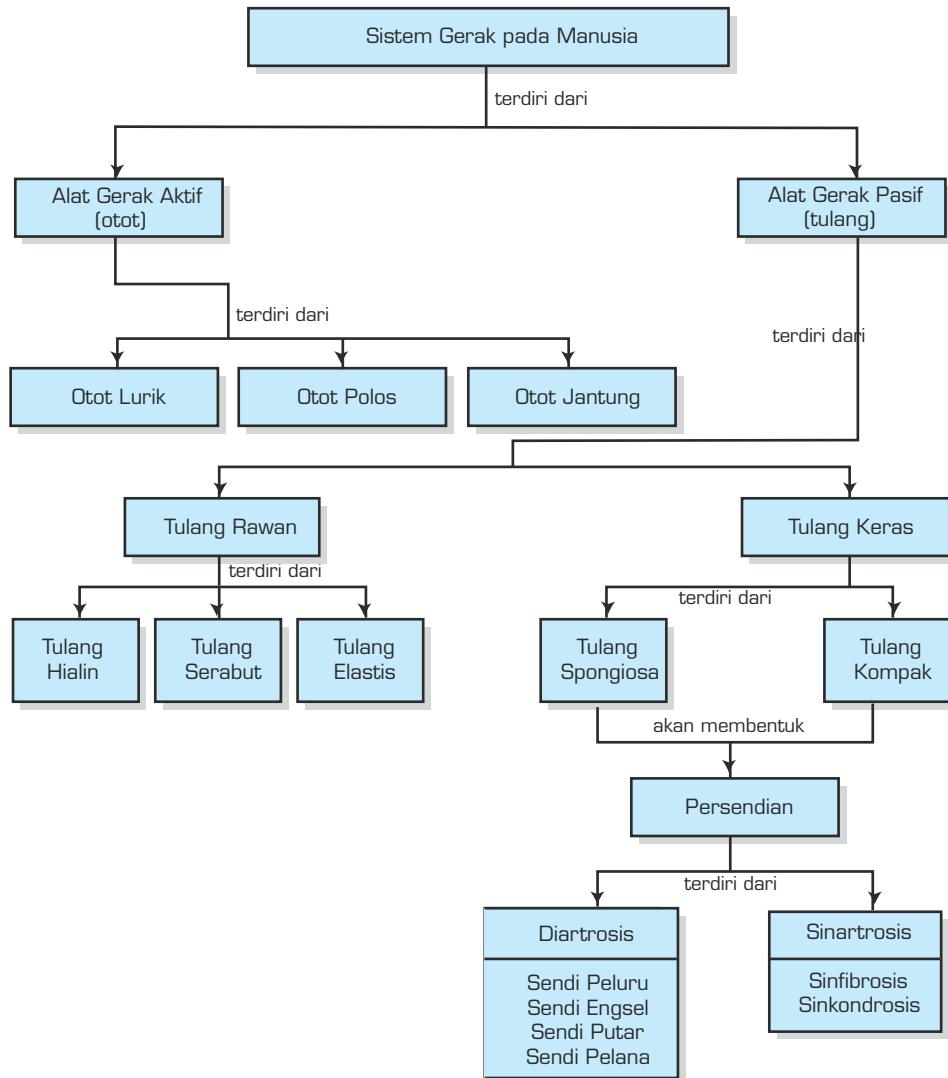 Sistem Gerak pada Manusia
terdiri dari
Alat Gerak Aktif
(otot)
Alat Gerak Pasif
(tulang)
terdiri dari
terdiri dari
Otot Lurik
Otot Polos
Otot Jantung
Tulang Rawan
Tulang Keras
terdiri dari
terdiri dari
Tulang
Hialin
Tulang
Serabut
Tulang
Elastis
Tulang
Spongiosa
Tulang
Kompak
akan membentuk
Persendian
terdiri dari
Diartrosis
Sendi Peluru
Sendi Engsel
Sendi Putar
Sendi Pelana
Sinartrosis
Sinfibrosis
Sinkondrosis